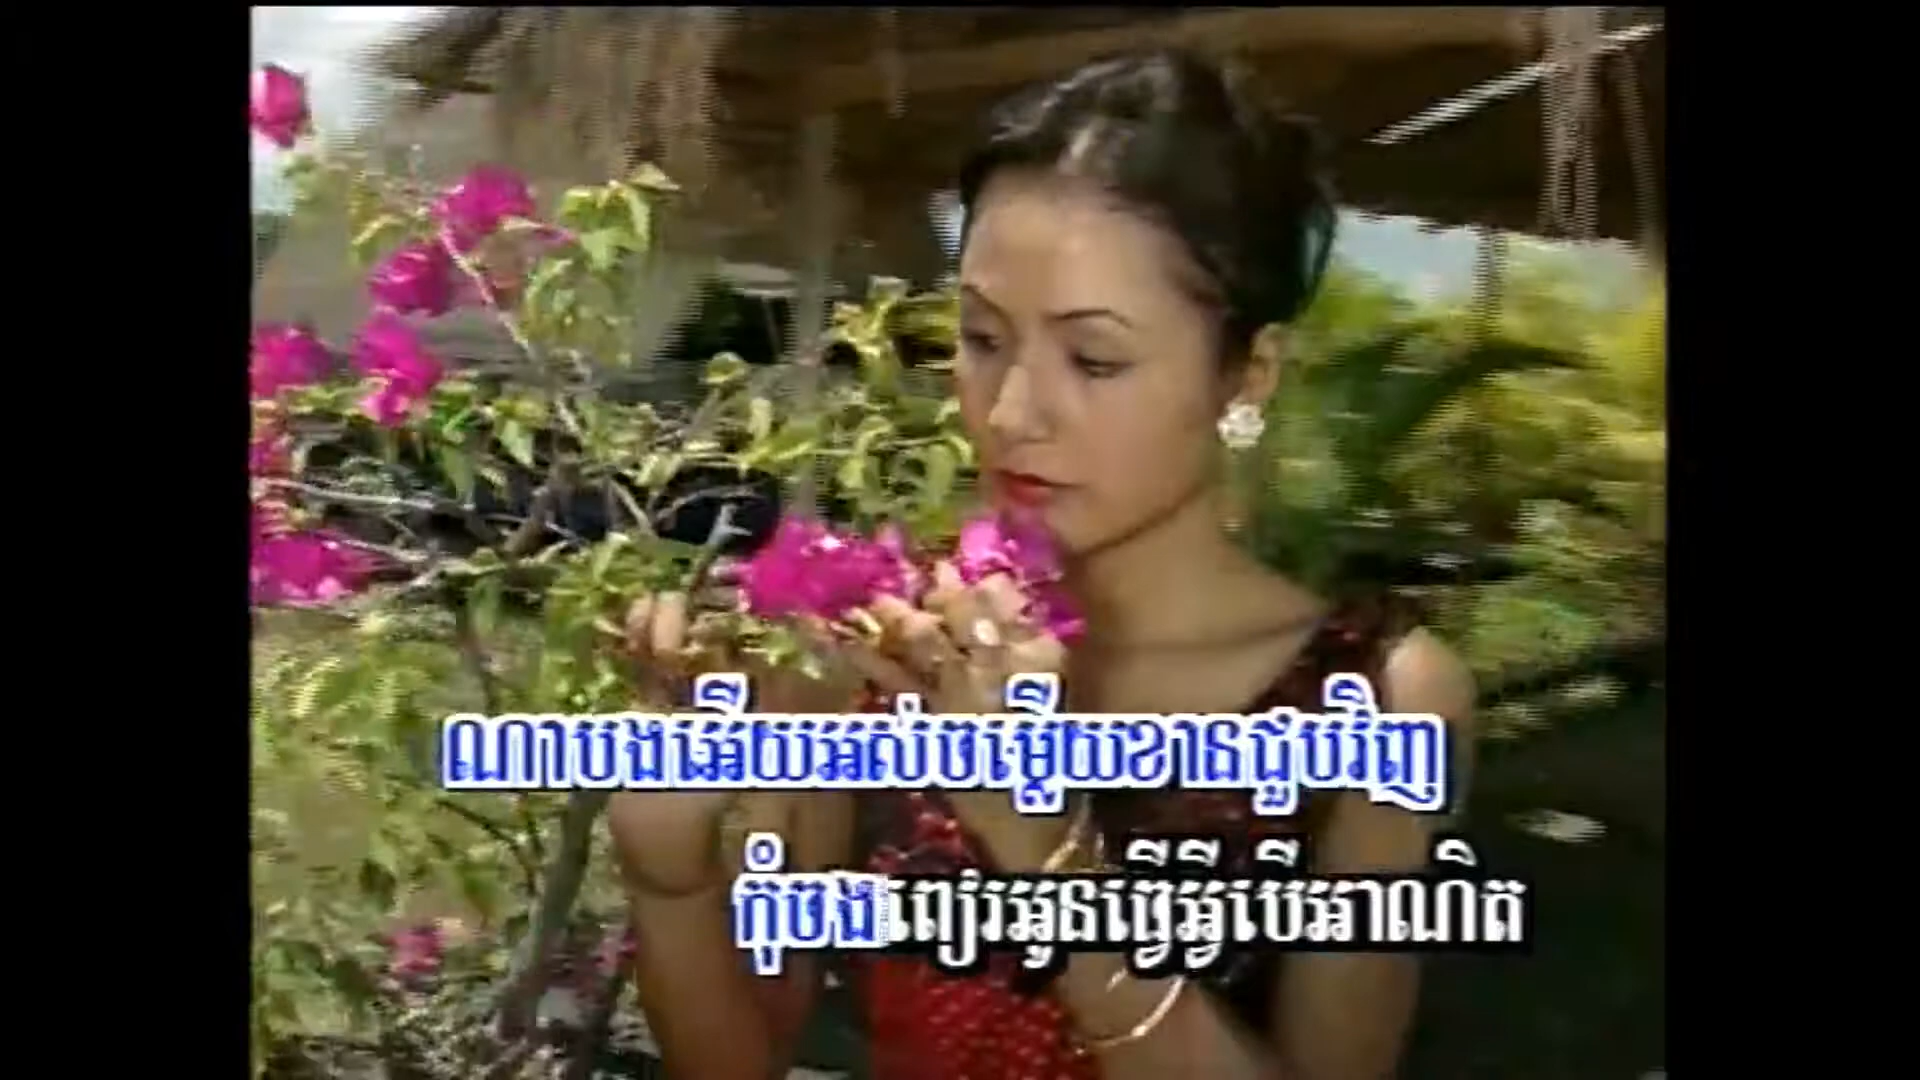 ណាបងអើយអស់ចម្លើយខានជួបវិញ
កុំចងពៀរអូនធ្វើអ្វីបើអាណិត